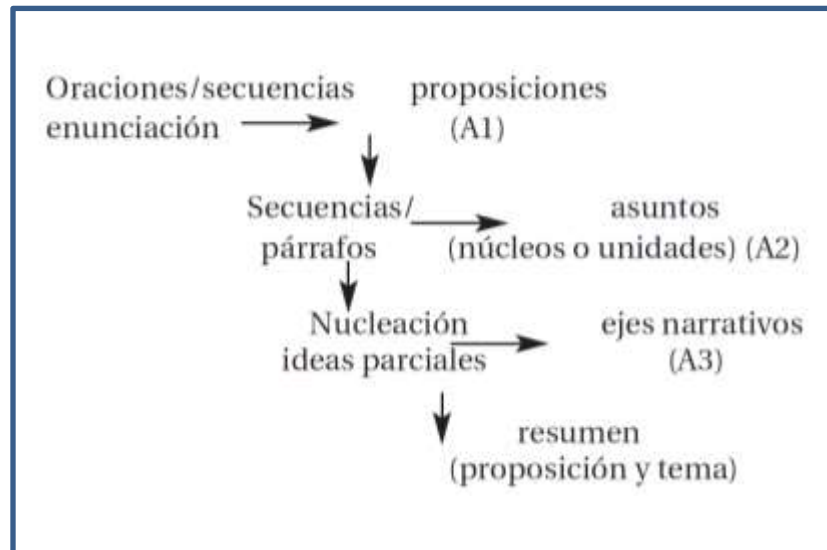 Oraciones/secuencias proposiciones
enunciación (A1)
Secuencias/ asuntos
párrafos (núcleos o unidades) (A2)
Nucleación ejes narrativos
ideas parciales (A3)
resumen
(proposición y tema)